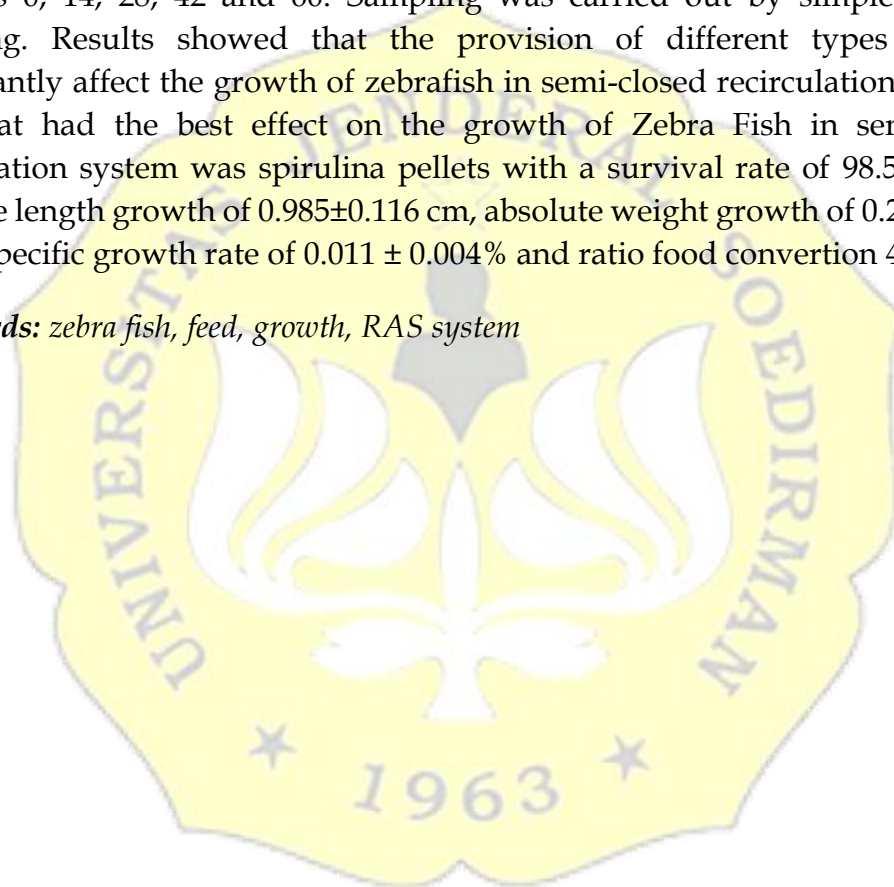 s 0, 14, 28, 42 and 60. Sampling was carried out by simple
ng. Results showed that the provision of different types
antly affect the growth of zebrafish in semi-closed recirculation
at had the best effect on the growth of Zebra Fish in ser
ation system was spirulina pellets with a survival rate of 98.5
e length growth of 0.985±0.116 cm, absolute weight growth of 0.2
pecific growth rate of 0.011 ± 0.004% and ratio food convertion 4
ds: zebra fish, feed, growth, RAS system
UNIVERSITAS JENDERAL SOEDIRMAN
1963